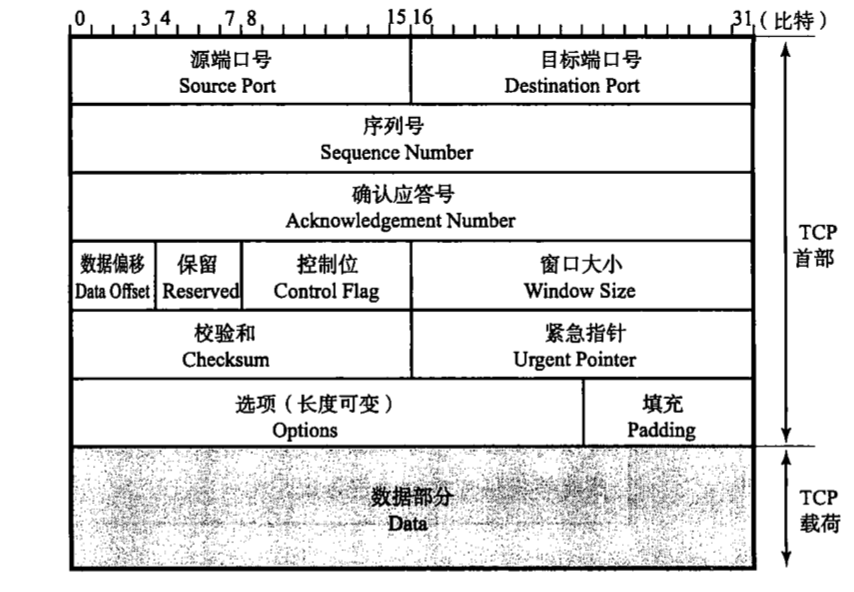 0 3 4 7 8 15 16 31 (比特)
源端口号
Source Port
目标端口号
Destination Port
序列号
Sequence Number
确认应答号
Acknowledgement Number
数据偏移
Data Offset
保留
Reserved
控制位
Control Flag
窗口大小
Window Size
校验和
Checksum
紧急指针
Urgent Pointer
选项(长度可变)
Options
填充
Padding
TCP
首部
数据部分
Data
TCP
载荷